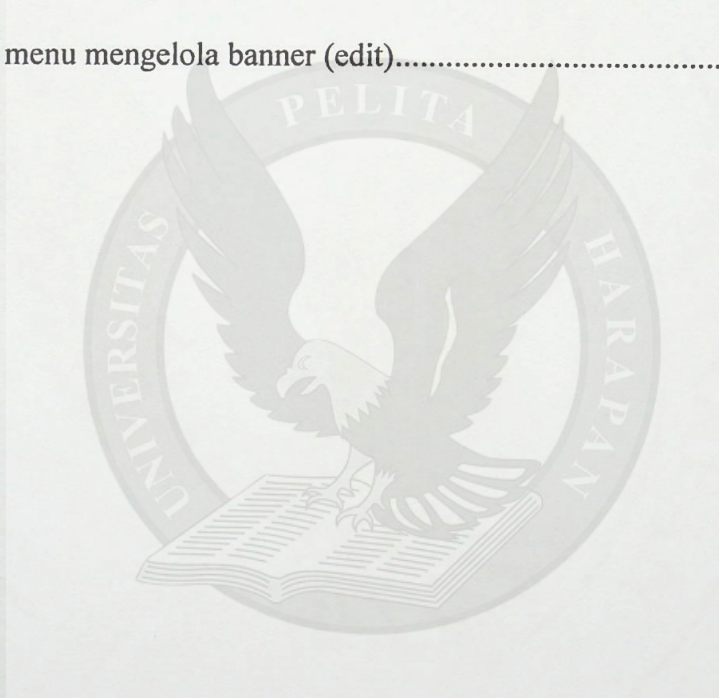 menu mengelola banner (edit).......................................
UNIVERSITAS PELITA HARAPAN